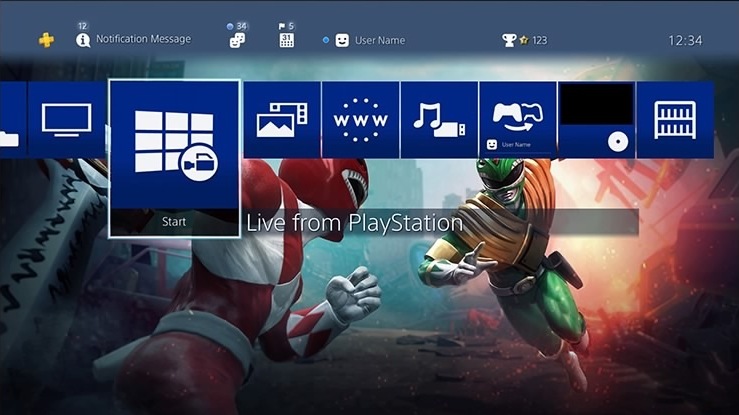 12
Notification Message
34
5
31
User Name
123
12:34
www
User Name
Start
Live from PlayStation